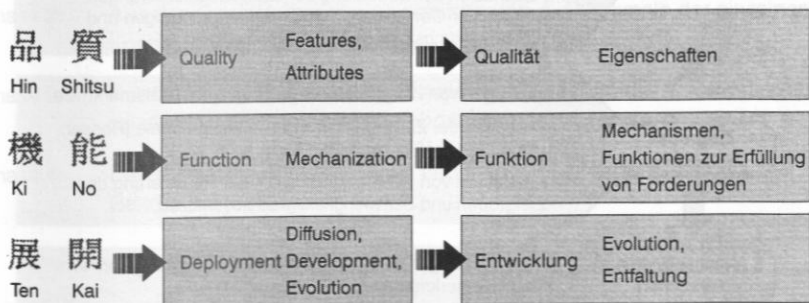 品 質
Hin Shitsu
Quality
Features,
Attributes
Qualität
Eigenschaften
機 能
Ki No
Function
Mechanization
Funktion
Mechanismen,
Funktionen zur Erfüllung
von Forderungen
展 開
Ten Kai
Deployment
Diffusion,
Development,
Evolution
Entwicklung
Evolution,
Entfaltung